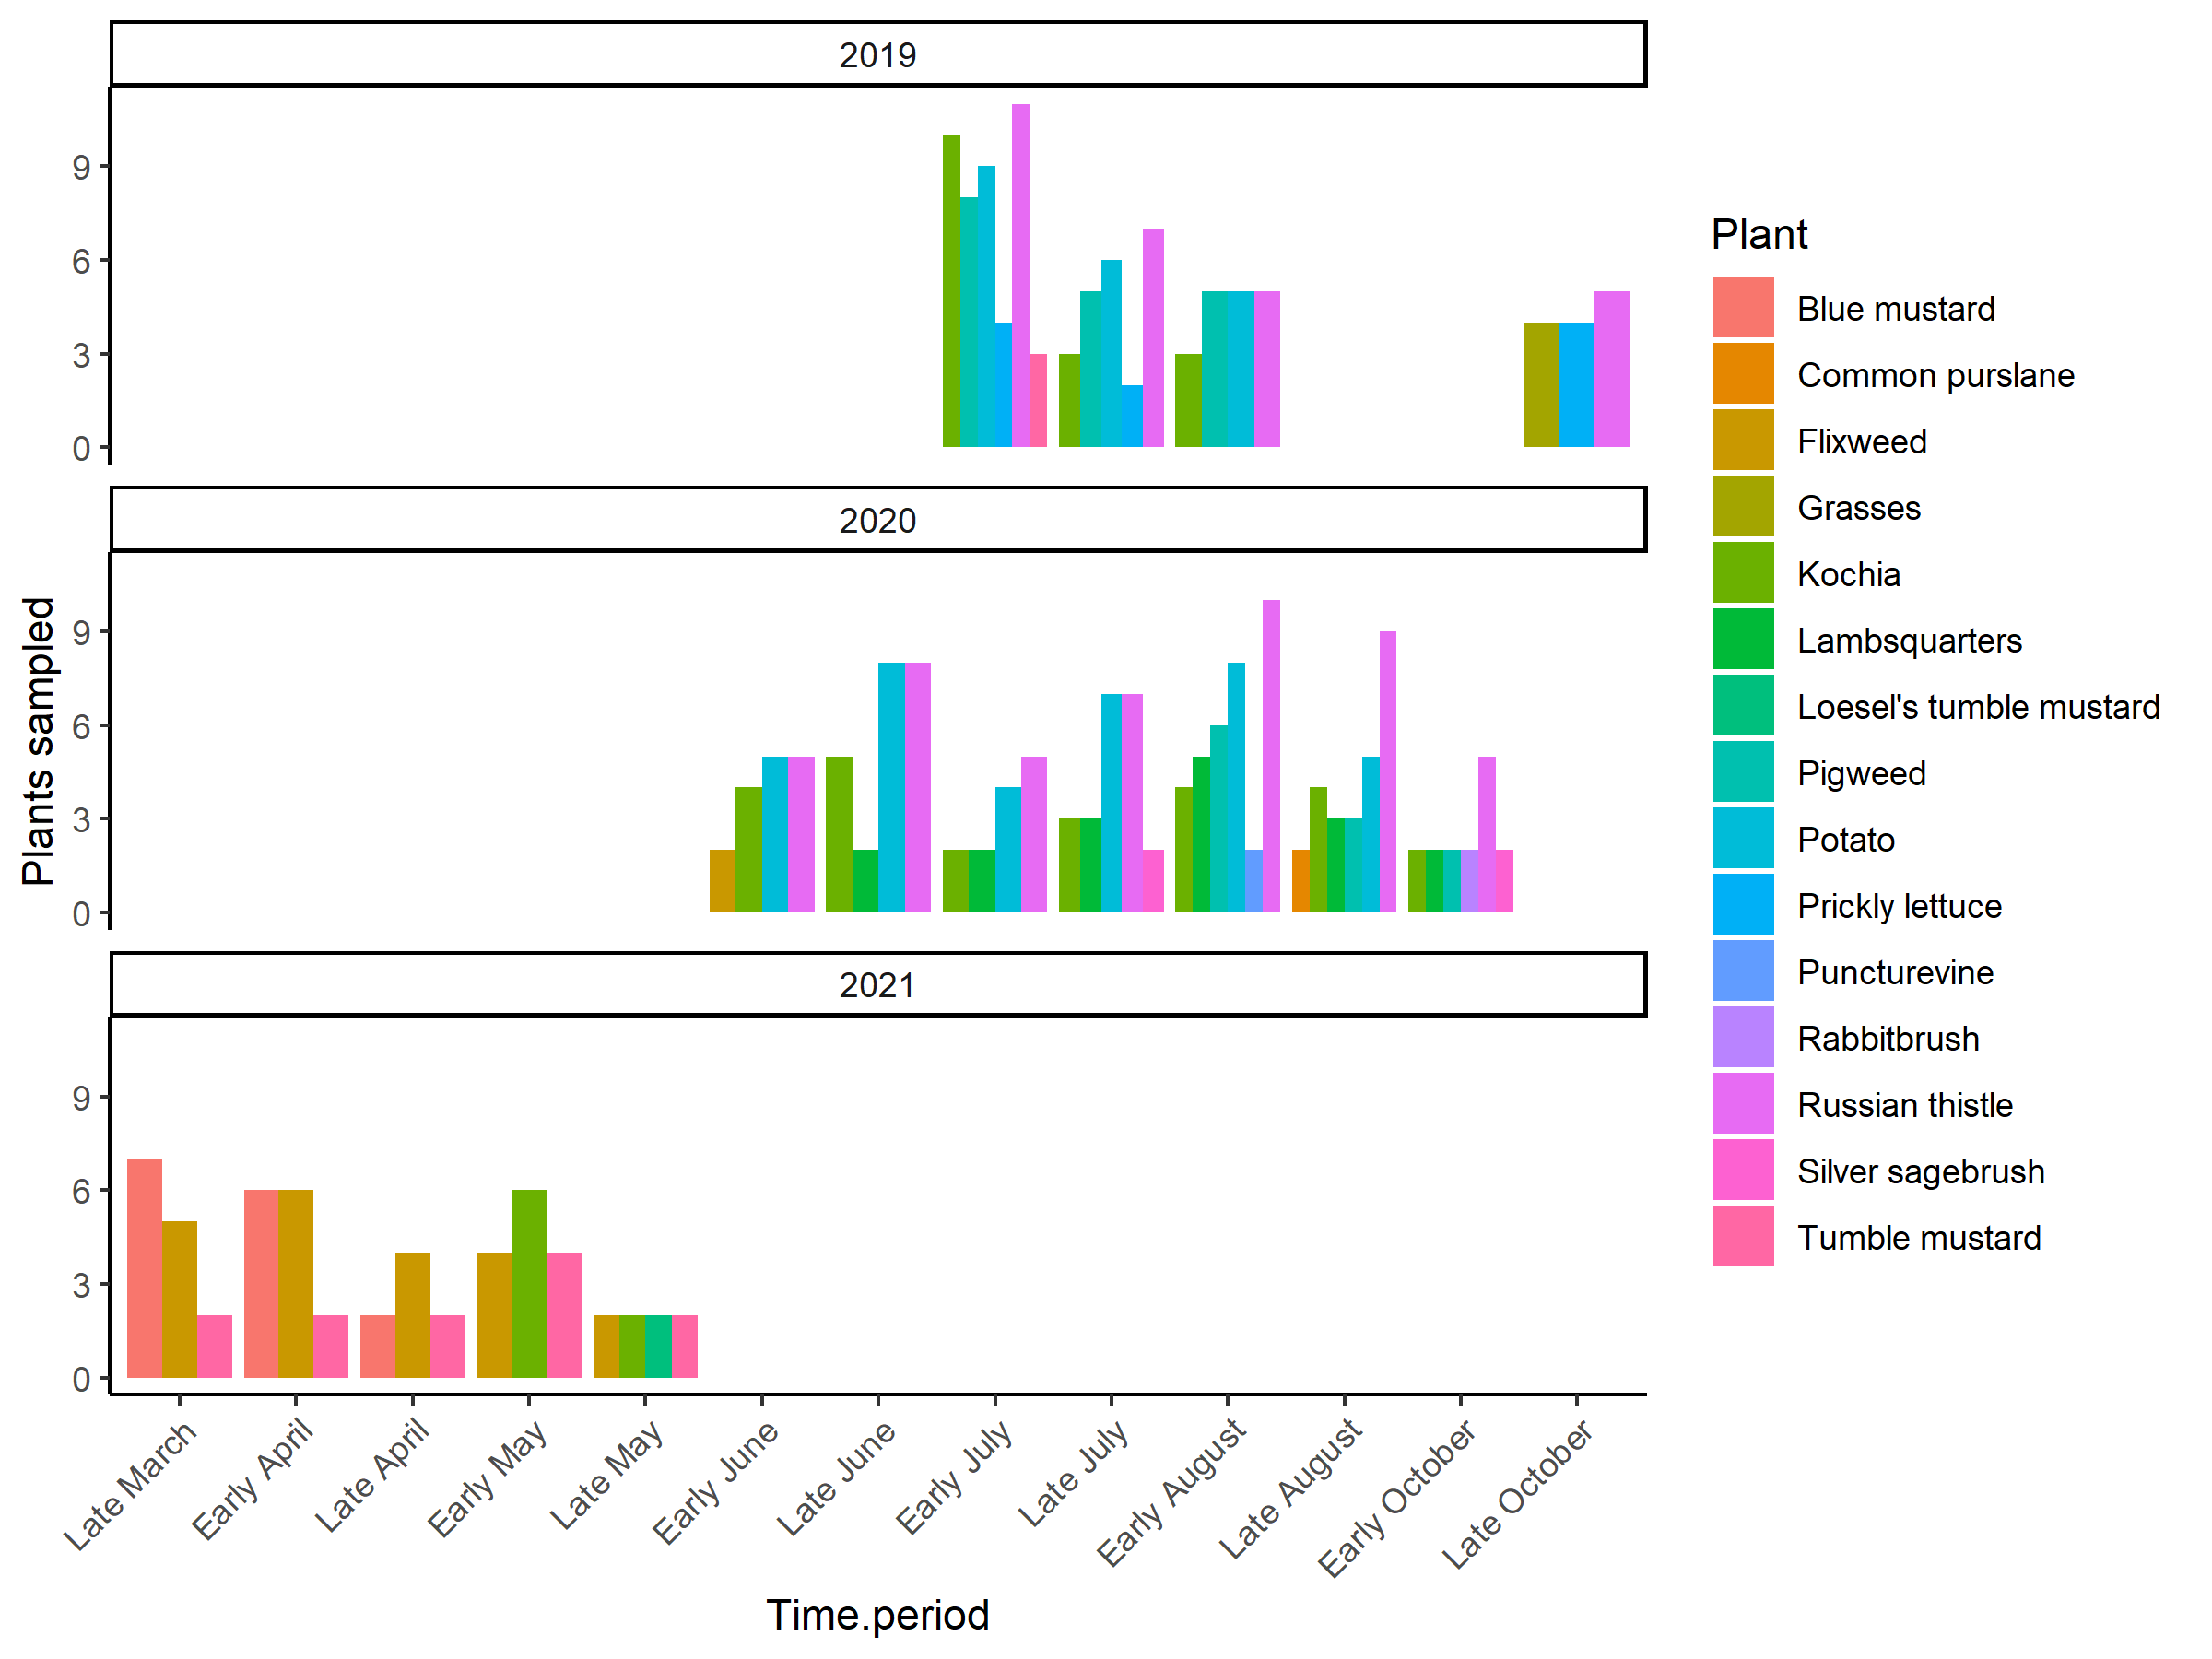 2019
9
6
3
0
2020
9
6
3
0
2021
9
6
3
0
Plants sampled
Late March
Early April
Late April
Early May
Late May
Early June
Late June
Early July
Late July
Early August
Late August
Early October
Late October
Time.period
Plant
Blue mustard
Common purslane
Flixweed
Grasses
Kochia
Lambsquarters
Loesel's tumble mustard
Pigweed
Potato
Prickly lettuce
Puncturevine
Rabbitbrush
Russian thistle
Silver sagebrush
Tumble mustard